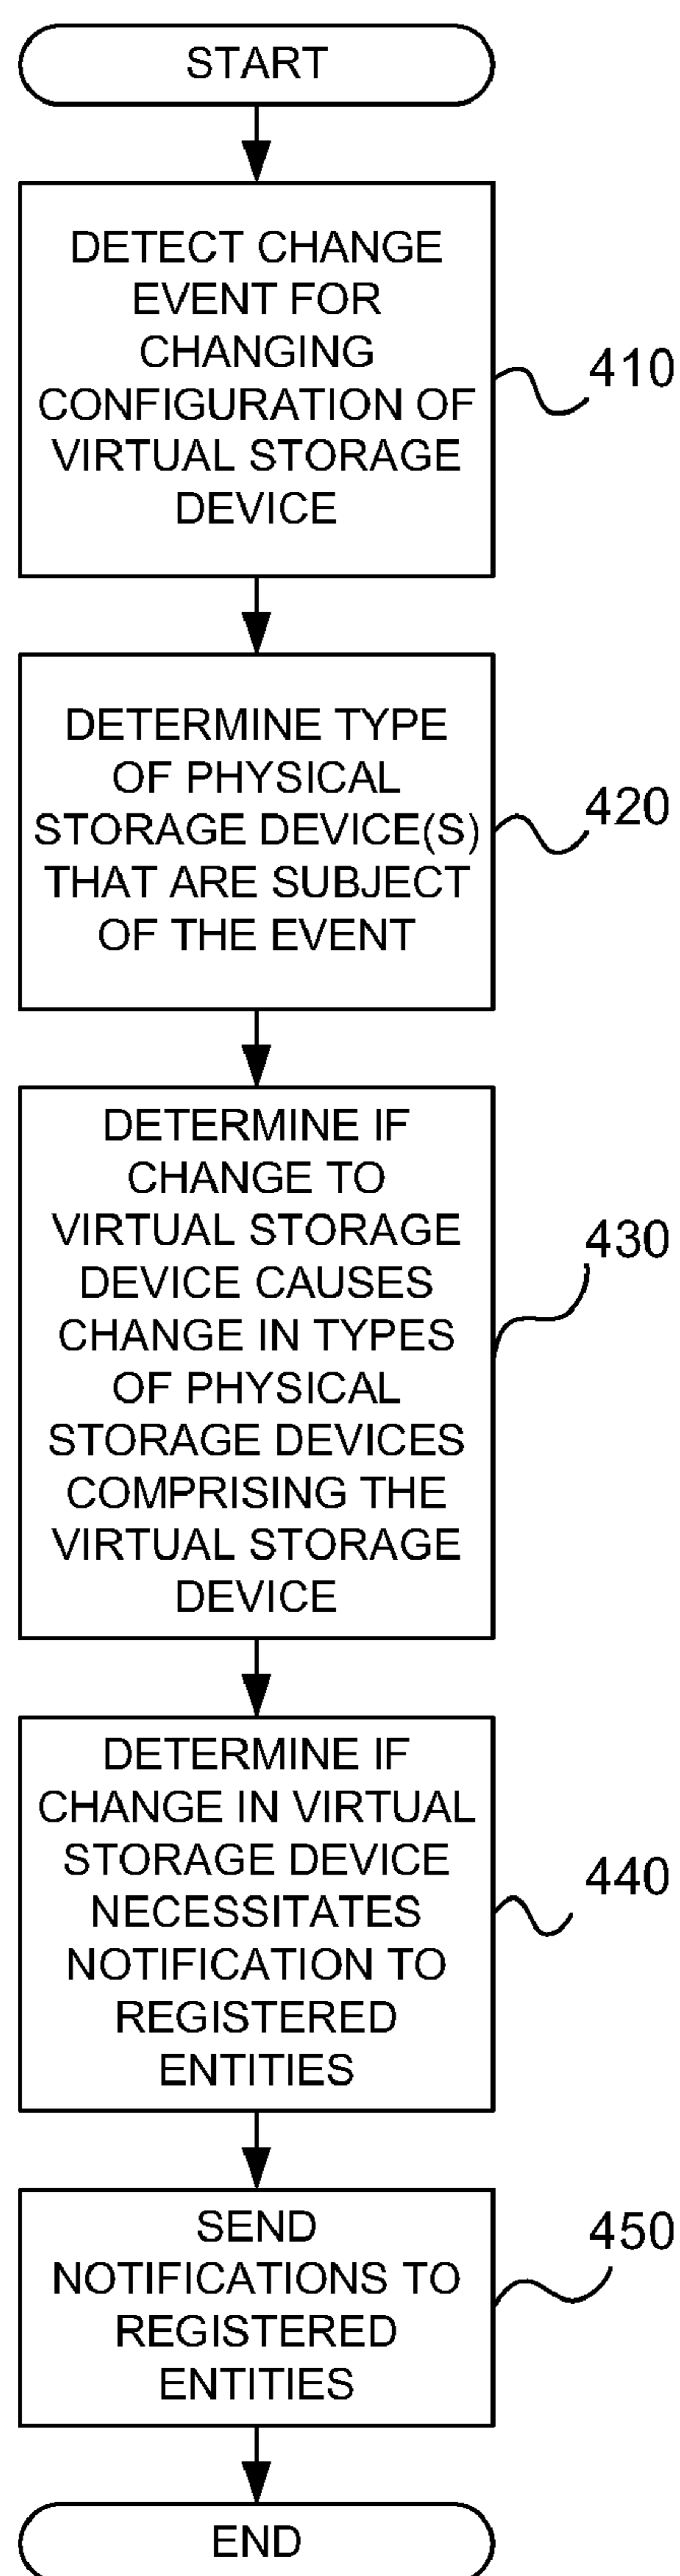 START
DETECT CHANGE
EVENT FOR
CHANGING
CONFIGURATION OF
VIRTUAL STORAGE
DEVICE
410
DETERMINE TYPE
OF PHYSICAL
STORAGE DEVICE(S)
THAT ARE SUBJECT
OF THE EVENT
420
DETERMINE IF
CHANGE TO
VIRTUAL STORAGE
DEVICE CAUSES
CHANGE IN TYPES
OF PHYSICAL
STORAGE DEVICES
COMPRISING THE
VIRTUAL STORAGE
DEVICE
430
DETERMINE IF
CHANGE IN VIRTUAL
STORAGE DEVICE
NECESSITATES
NOTIFICATION TO
REGISTERED
ENTITIES
440
SEND
NOTIFICATIONS TO
REGISTERED
ENTITIES
450
END